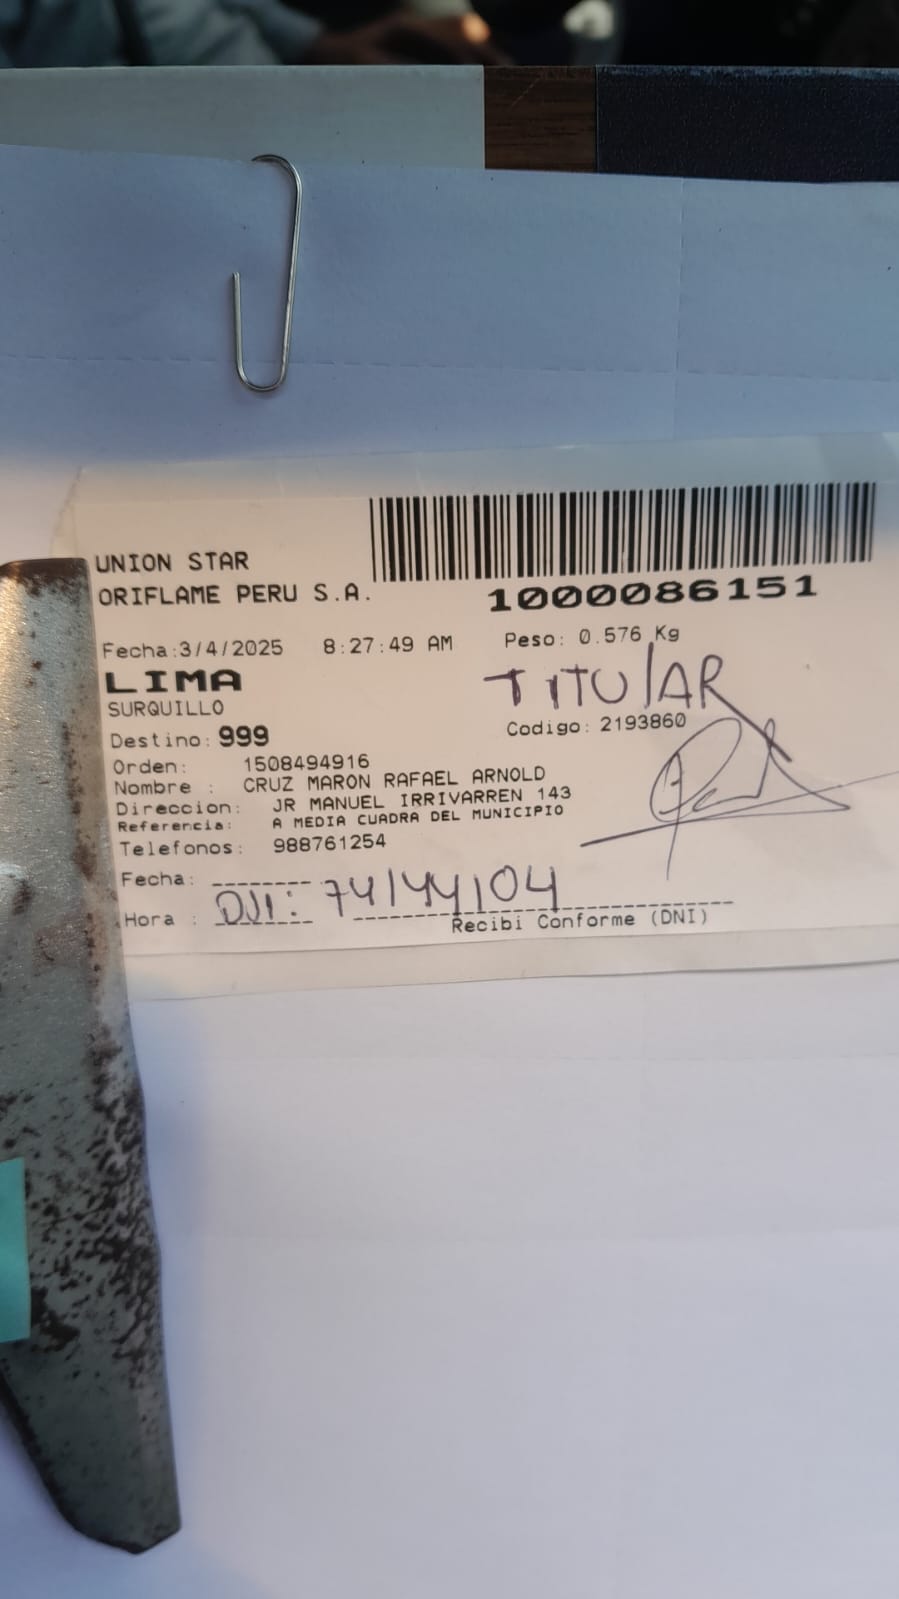 UNION STAR
ORIFLAME PERU S.A.
1000086151
Fecha:3/4/2025 8:27:49 AM Peso: 0.576 Kg
LIMA
TITULAR
SURQUILLO
Codigo: 2193860
Destino: 999
Orden: 1508494916
Nombre : CRUZ MARON RAFAEL ARNOLD
Direccion: JR MANUEL IRRIVARREN 143
Referencia: A MEDIA CUADRA DEL MUNICIPIO
Telefonos: 988761254
Fecha:
Hora :
Recibi Conforme (DNI)